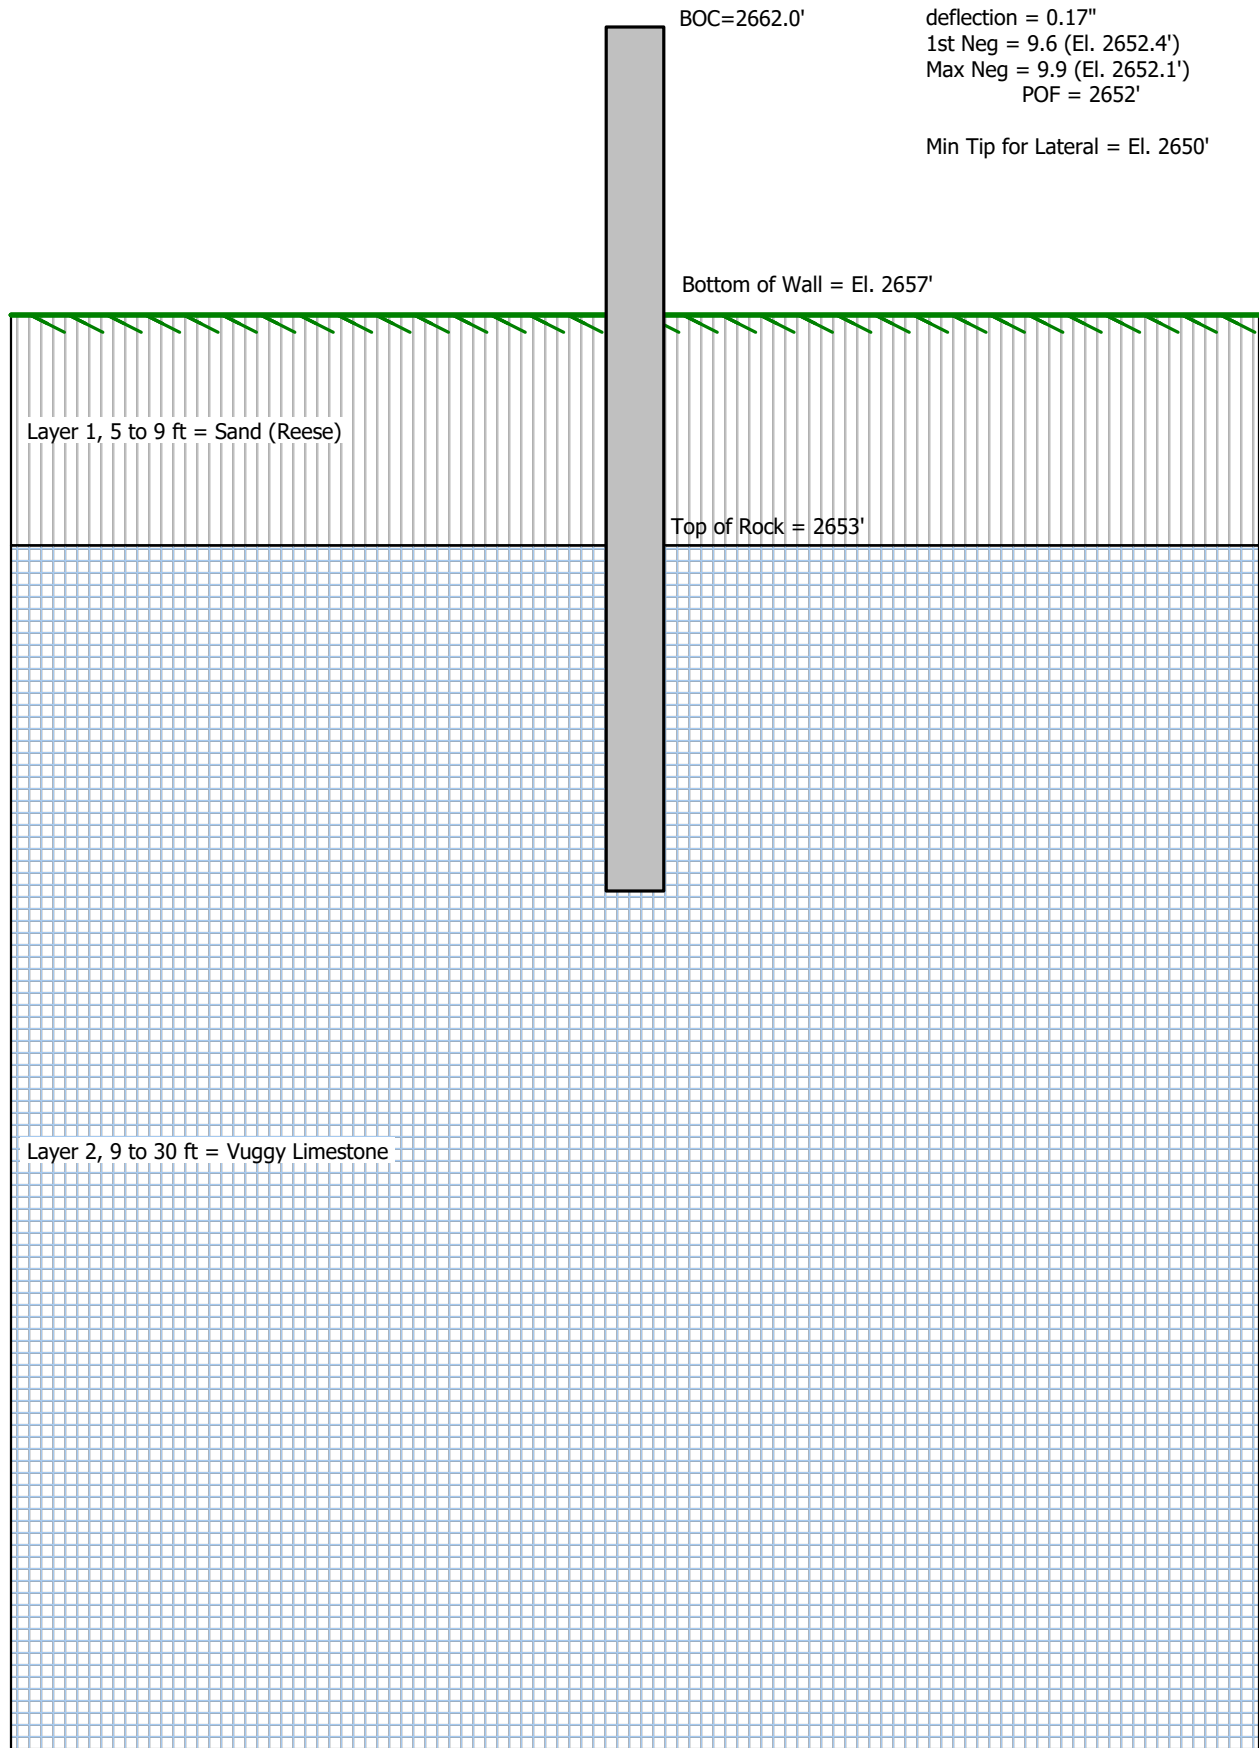 BOC=2662.0'
deflection = 0.17"
1st Neg = 9.6 (El. 2652.4')
Max Neg = 9.9 (El. 2652.1')
POF = 2652'
Min Tip for Lateral = El. 2650'
Bottom of Wall = El. 2657'
Layer 1, 5 to 9 ft = Sand (Reese)
Top of Rock = 2653'
Layer 2, 9 to 30 ft = Vuggy Limestone